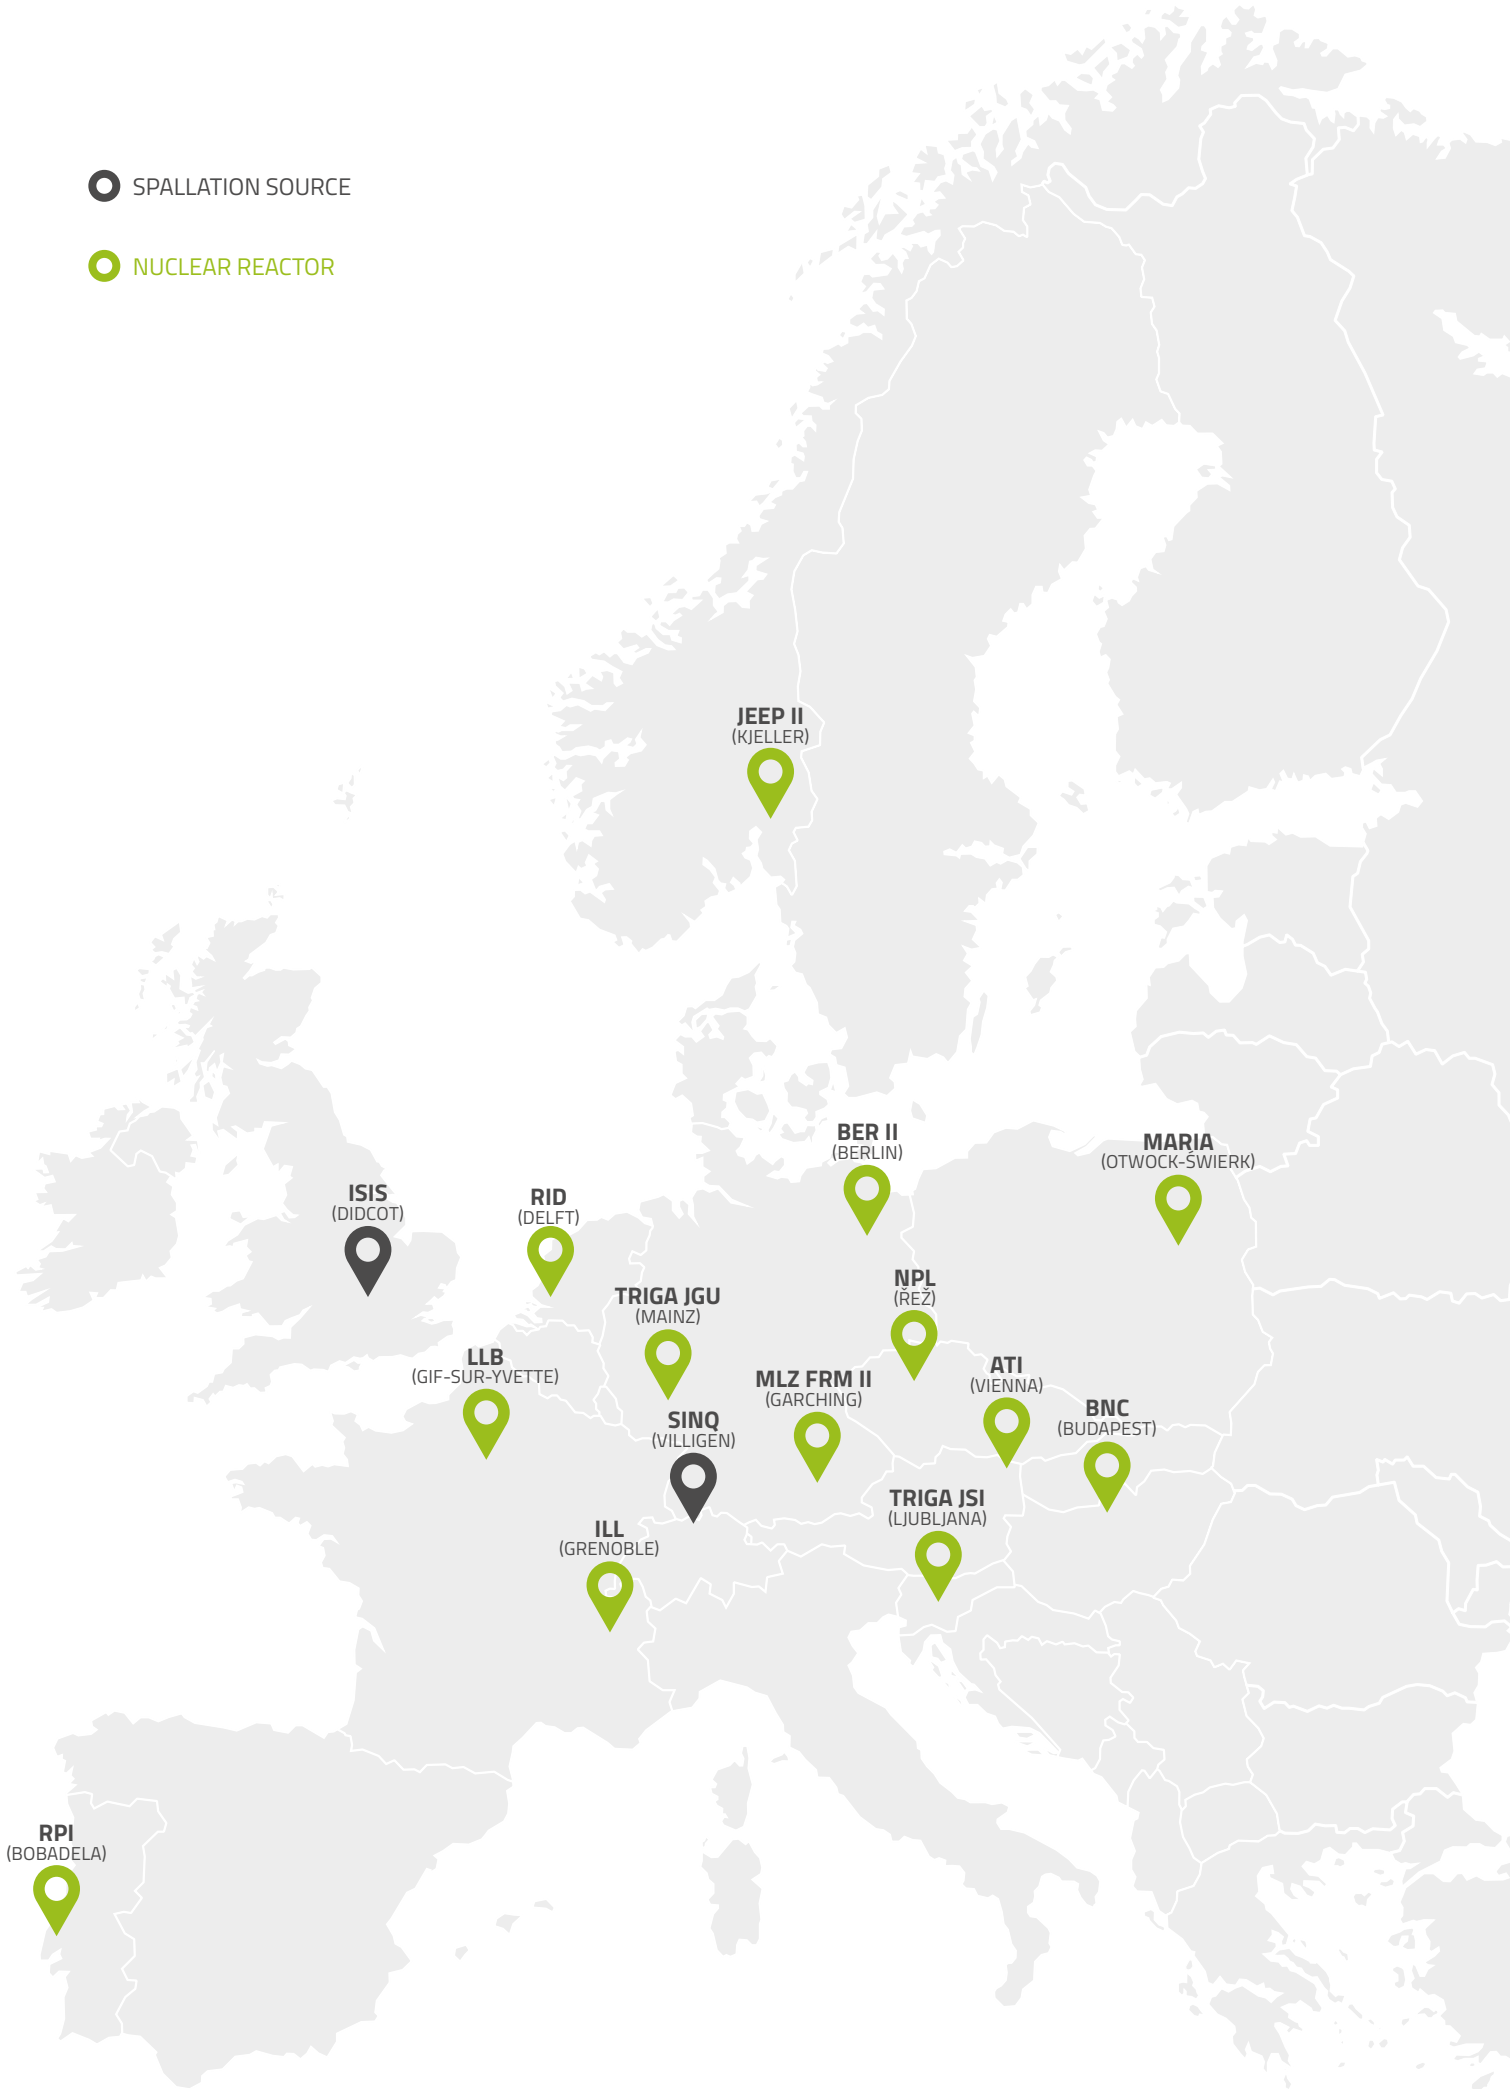 SPALLATION SOURCE
NUCLEAR REACTOR
JEEP II
(KJELLER)
BER II
(BERLIN)
MARIA
(OTWOCK-ŚWIERK)
ISIS
(DIDCOT)
RID
(DELFT)
NPL
(ŘEŽ)
TRIGA JGU
(MAINZ)
LLB
(GIF-SUR-YVETTE)
ATI
(VIENNA)
MLZ FRM II
(GARCHING)
BNC
(BUDAPEST)
SINQ
(VILLIGEN)
TRIGA JSI
(LJUBLJANA)
ILL
(GRENOBLE)
RPI
(BOBADELA)